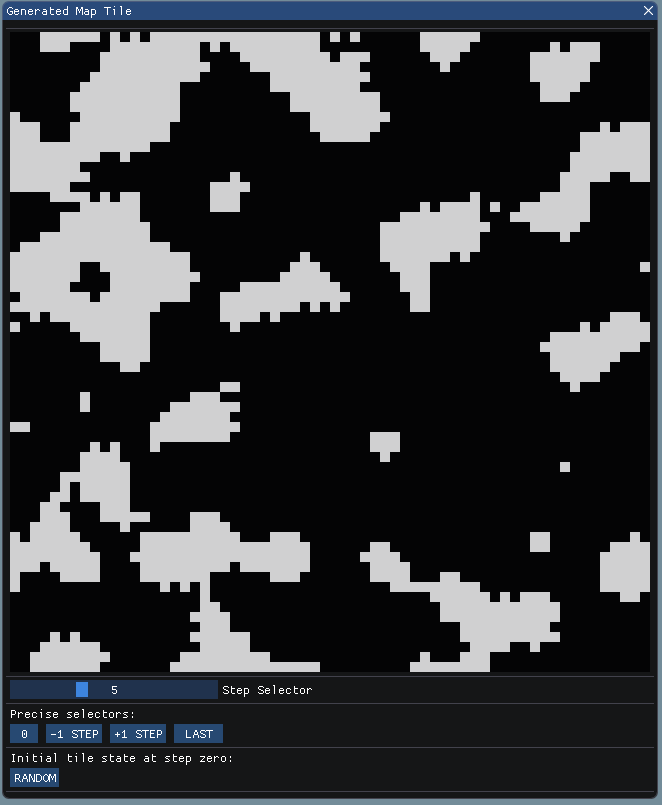 Generated Map Tile
5 Step Selector
Precise selectors:
0 -1 STEP +1 STEP LAST
Initial tile state at step zero:
RANDOM